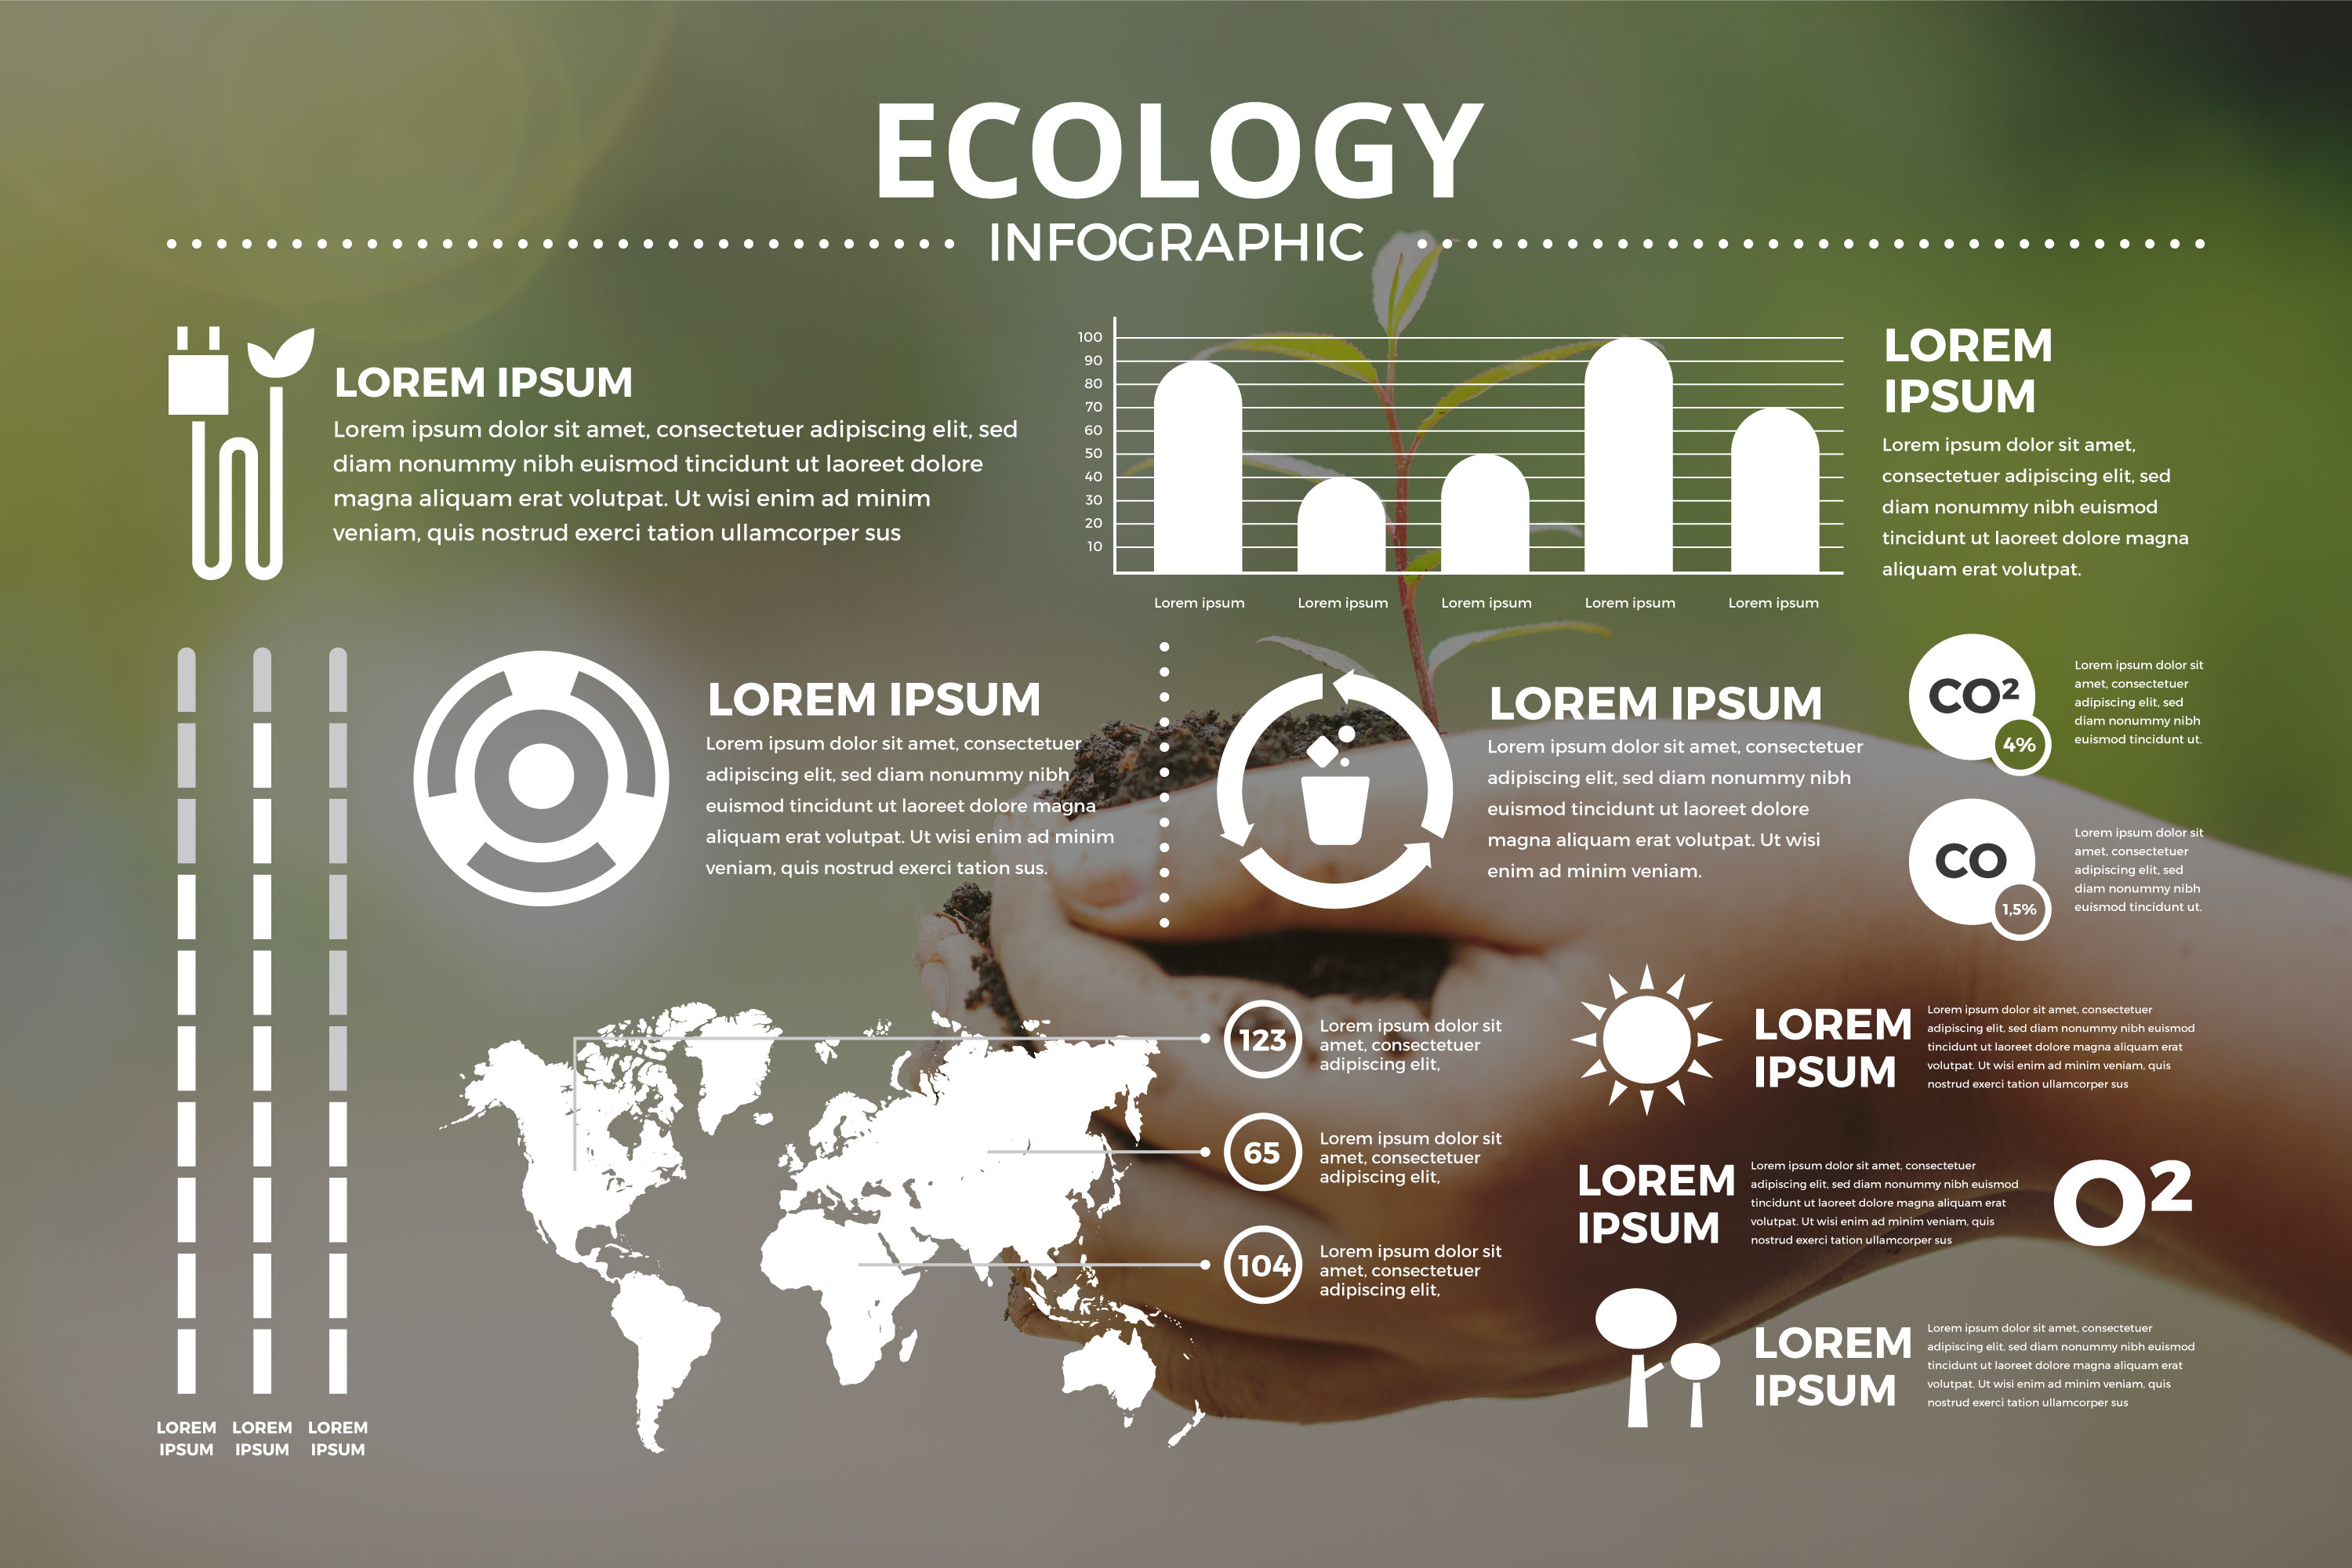 ECOLOGY
INFOGRAPHIC
LOREM IPSUM
Lorem ipsum dolor sit amet, consectetuer adipiscing elit, sed
diam nonummy nibh euismod tincidunt ut laoreet dolore
magna aliquam erat volutpat. Ut wisi enim ad minim
veniam, quis nostrud exerci tation ullamcorper sus
100
90
80
70
60
50
40
30
20
10
Lorem ipsum Lorem ipsum Lorem ipsum Lorem ipsum Lorem ipsum
LOREM
IPSUM
Lorem ipsum dolor sit amet,
consectetuer adipiscing elit, sed
diam nonummy nibh euismod
tincidunt ut laoreet dolore magna
aliquam erat volutpat.
LOREM IPSUM
Lorem ipsum dolor sit amet, consectetuer
adipiscing elit, sed diam nonummy nibh
euismod tincidunt ut laoreet dolore magna
aliquam erat volutpat. Ut wisi enim ad minim
veniam, quis nostrud exerci tation sus.
LOREM IPSUM
Lorem ipsum dolor sit amet, consectetuer
adipiscing elit, sed diam nonummy nibh
euismod tincidunt ut laoreet dolore
magna aliquam erat volutpat. Ut wisi
enim ad minim veniam.
CO²
4%
Lorem ipsum dolor sit
amet, consectetuer
adipiscing elit, sed
diam nonummy nibh
euismod tincidunt ut.
CO
1,5%
Lorem ipsum dolor sit
amet, consectetuer
adipiscing elit, sed
diam nonummy nibh
euismod tincidunt ut.
LOREM IPSUM
LOREM IPSUM
LOREM IPSUM
123
Lorem ipsum dolor sit
amet, consectetuer
adipiscing elit,
65
Lorem ipsum dolor sit
amet, consectetuer
adipiscing elit,
104
Lorem ipsum dolor sit
amet, consectetuer
adipiscing elit,
LOREM
IPSUM
Lorem ipsum dolor sit amet, consectetuer
adipiscing elit, sed diam nonummy nibh euismod
tincidunt ut laoreet dolore magna aliquam erat
volutpat. Ut wisi enim ad minim veniam, quis
nostrud exerci tation ullamcorper sus
LOREM
IPSUM
Lorem ipsum dolor sit amet, consectetuer
adipiscing elit, sed diam nonummy nibh euismod
tincidunt ut laoreet dolore magna aliquam erat
volutpat. Ut wisi enim ad minim veniam, quis
nostrud exerci tation ullamcorper sus
O²
LOREM
IPSUM
Lorem ipsum dolor sit amet, consectetuer
adipiscing elit, sed diam nonummy nibh euismod
tincidunt ut laoreet dolore magna aliquam erat
volutpat. Ut wisi enim ad minim veniam, quis
nostrud exerci tation ullamcorper sus